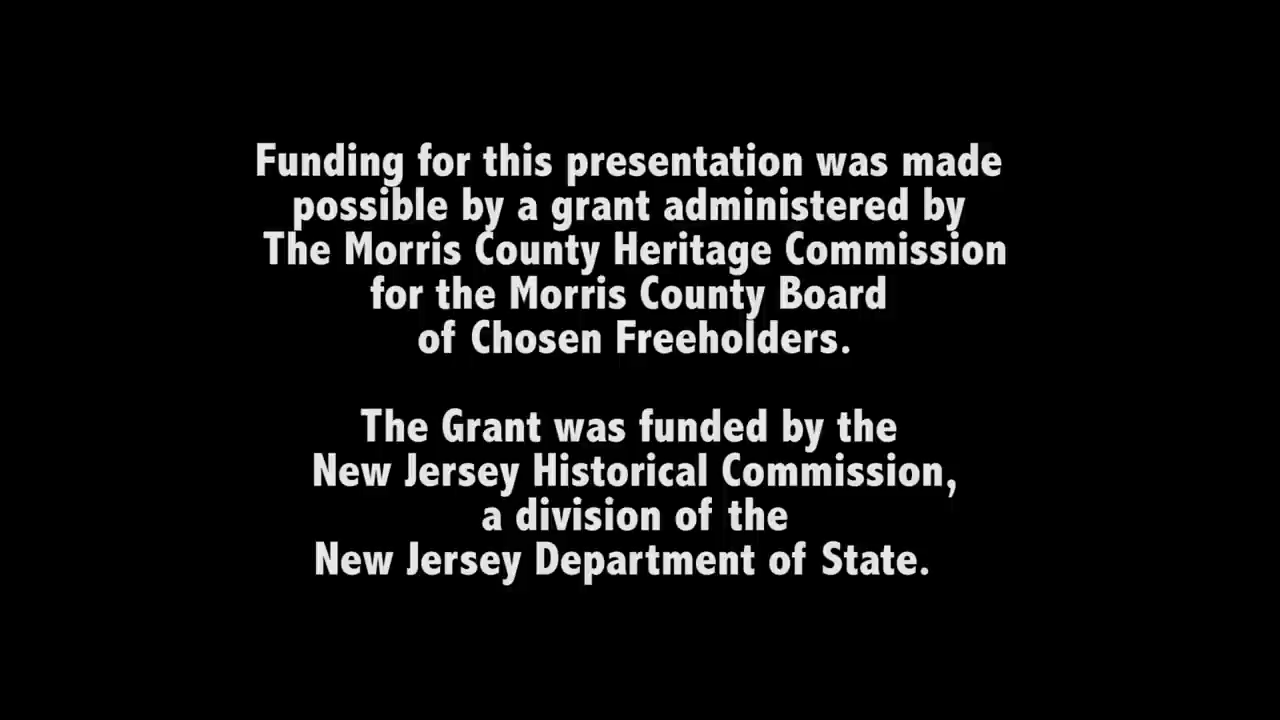 Funding for this presentation was made
possible by a grant administered by
The Morris County Heritage Commission
for the Morris County Board
of Chosen Freeholders.
The Grant was funded by the
New Jersey Historical Commission,
a division of the
New Jersey Department of State.